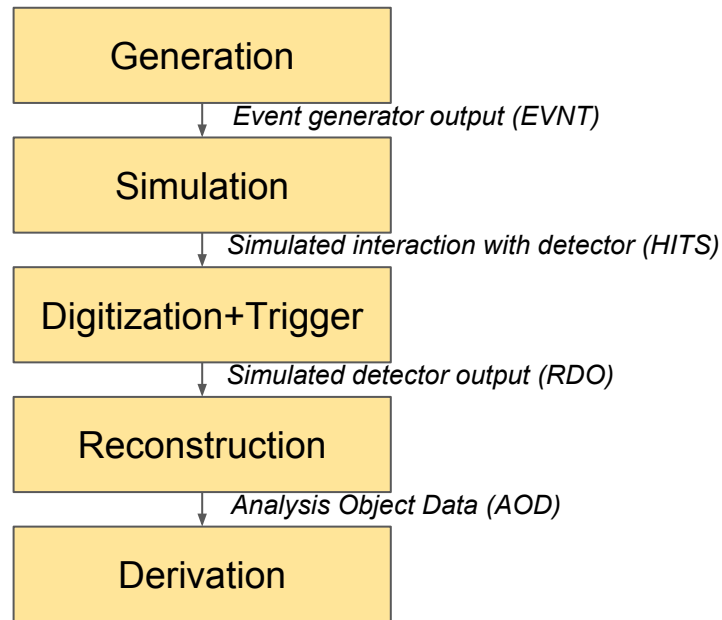 Generation
Event generator output (EVNT)
Simulation
Simulated interaction with detector (HITS)
Digitization+Trigger
Simulated detector output (RDO)
Reconstruction
Analysis Object Data (AOD)
Derivation